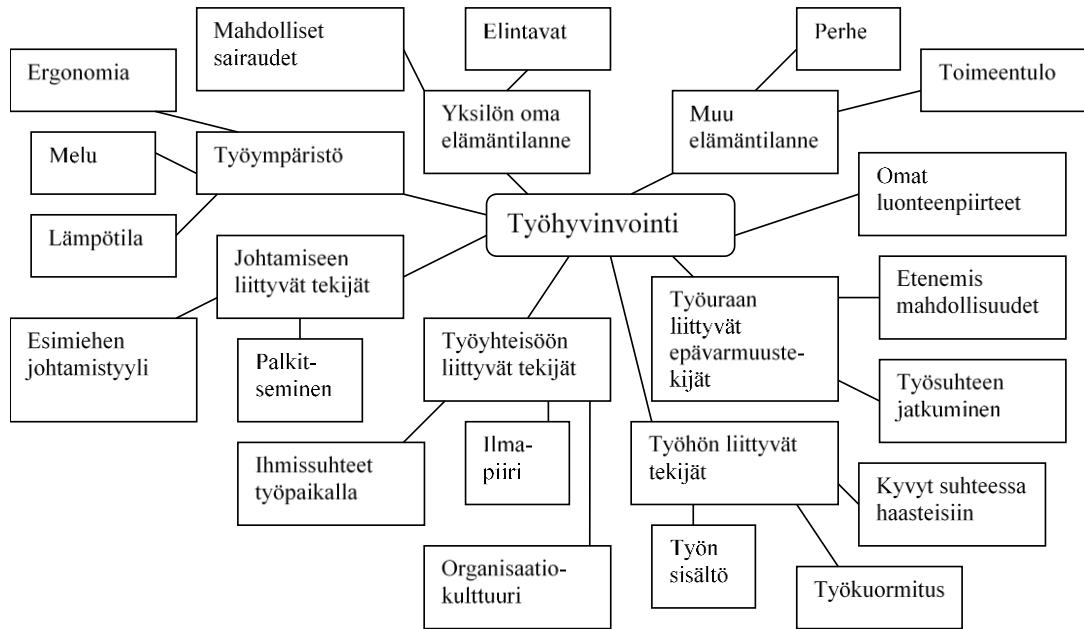 Mahdolliset
sairaudet
Elintavat
Perhe
Ergonomia
Toimeentulo
Yksilön oma
elämäntilanne
Muu
elämäntilanne
Melu
Työympäristö
Omat
luonteenpiirteet
Lämpötila
Työhyvinvointi
Johtamiseen
liittyvät tekijät
Etenemis
mahdollisuudet
Työuraan
liittyvät
epävarmuuste-
kijät
Esimiehen
johtamistyyli
Palkit-
seminen
Työyhteisöön
liittyvät tekijät
Työsuhteen
jatkuminen
Ihmissuhteet
työpaikalla
Ilma-
piiri
Työhön liittyvät
tekijät
Kyvyt suhteessa
haasteisiin
Organisaatio-
kulttuuri
Työn
sisältö
Työkuormitus